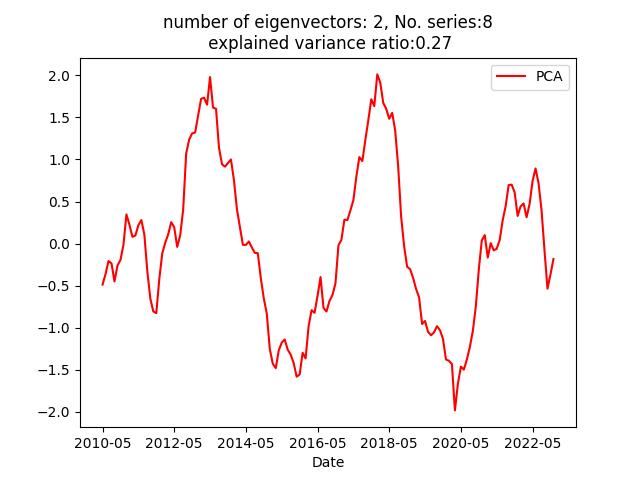 number of eigenvectors: 2, No. series:8
explained variance ratio:0.27
PCA
2.0
1.5
1.0
0.5
0.0
−0.5
−1.0
−1.5
−2.0
2010-05 2012-05 2014-05 2016-05 2018-05 2020-05 2022-05
Date